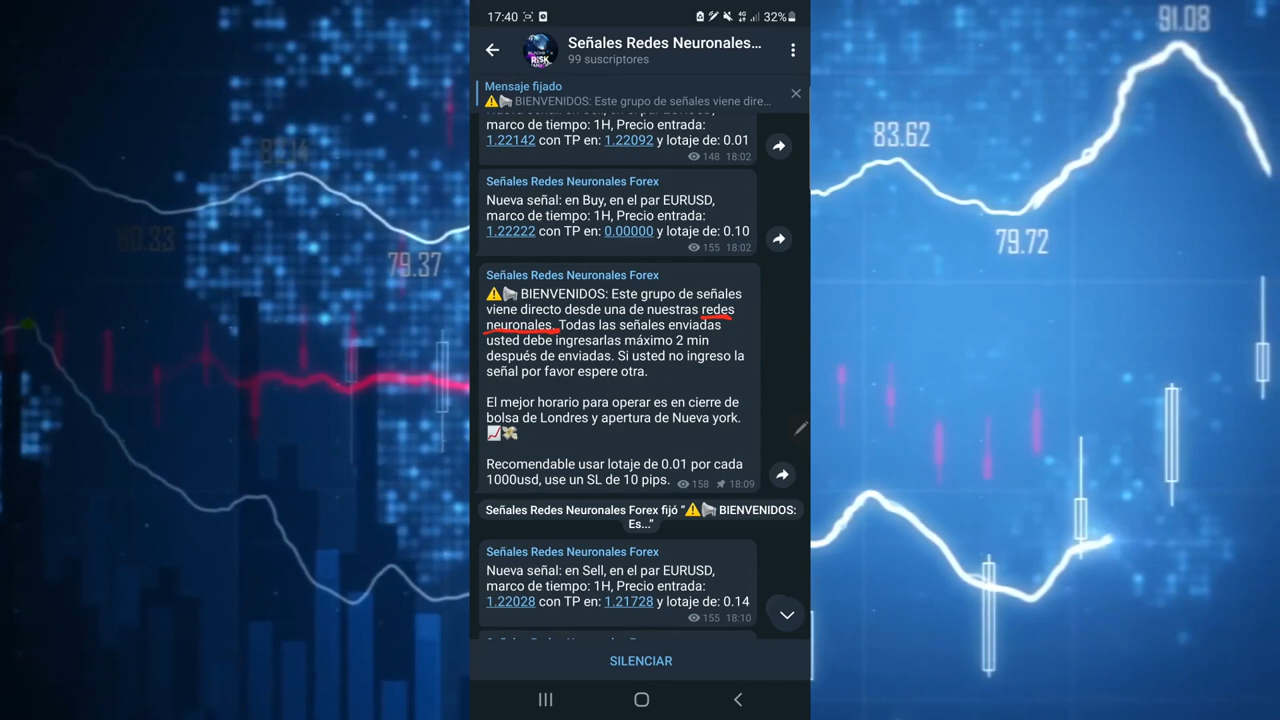 17:40
4G
32%
Señales Redes Neuronales...
99 suscriptores
Mensaje fijado
⚠️📢 BIENVENIDOS: Este grupo de señales viene dire...
marco de tiempo: 1H, Precio entrada:
1.22142 con TP en: 1.22092 y lotaje de: 0.01
148 18:02
Señales Redes Neuronales Forex
Nueva señal: en Buy, en el par EURUSD,
marco de tiempo: 1H, Precio entrada:
1.22222 con TP en: 0.00000 y lotaje de: 0.10
155 18:02
Señales Redes Neuronales Forex
⚠️📢 BIENVENIDOS: Este grupo de señales
viene directo desde una de nuestras redes
neuronales. Todas las señales enviadas
usted debe ingresarlas máximo 2 min
después de enviadas. Si usted no ingreso la
señal por favor espere otra.
El mejor horario para operar es en cierre de
bolsa de Londres y apertura de Nueva york.
📈💸
Recomendable usar lotaje de 0.01 por cada
1000usd, use un SL de 10 pips.
158 18:09
Señales Redes Neuronales Forex fijó “⚠️📢 BIENVENIDOS:
Es...”
Señales Redes Neuronales Forex
Nueva señal: en Sell, en el par EURUSD,
marco de tiempo: 1H, Precio entrada:
1.22028 con TP en: 1.21728 y lotaje de: 0.14
155 18:10
SILENCIAR
RISK
80.33
79.37
83.62
79.72
91.08